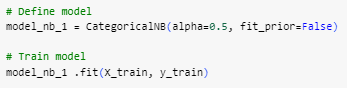 # Define model
model_nb_1 = CategoricalNB(alpha=0.5, fit_prior=False)
# Train model
model_nb_1 .fit(X_train, y_train)